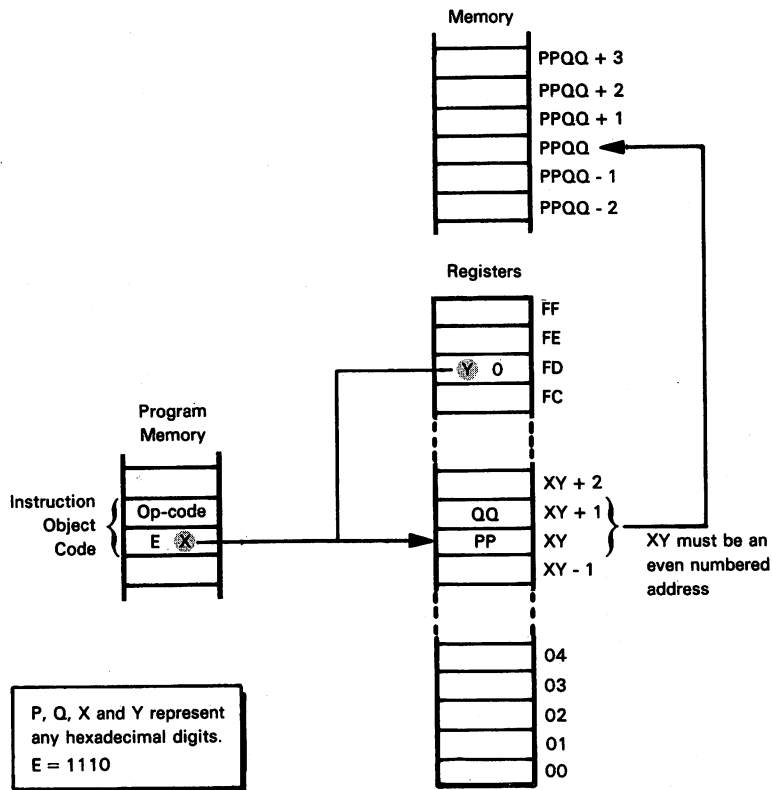 Memory
PPQQ + 3
PPQQ + 2
PPQQ + 1
PPQQ
PPQQ - 1
PPQQ - 2
Registers
FF
FE
Y 0 FD
FC
Program
Memory
Instruction
Object
Code
Op-code
E X
XY + 2
QQ XY + 1
PP XY
XY - 1
XY must be an
even numbered
address
04
03
02
01
00
P, Q, X and Y represent
any hexadecimal digits.
E = 1110